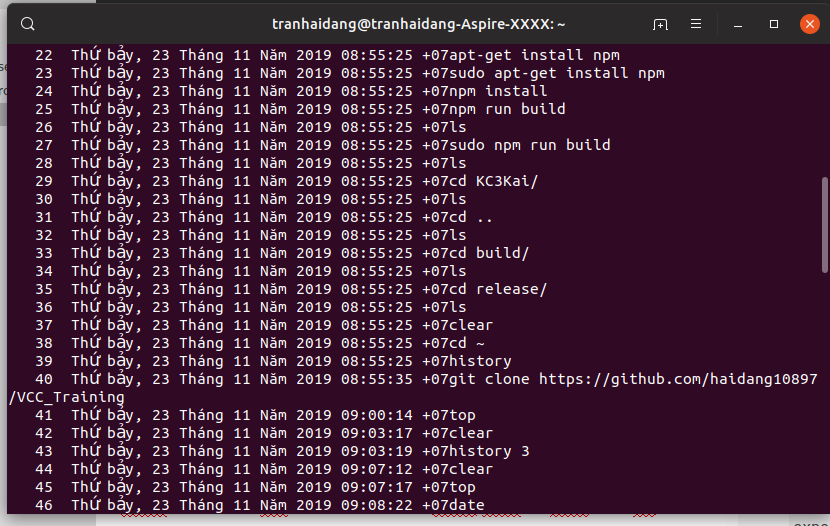 tranhaidang@tranhaidang-Aspire-XXXX: ~
22 Thứ bảy, 23 Tháng 11 Năm 2019 08:55:25 +07apt-get install npm
23 Thứ bảy, 23 Tháng 11 Năm 2019 08:55:25 +07sudo apt-get install npm
24 Thứ bảy, 23 Tháng 11 Năm 2019 08:55:25 +07npm install
25 Thứ bảy, 23 Tháng 11 Năm 2019 08:55:25 +07npm run build
26 Thứ bảy, 23 Tháng 11 Năm 2019 08:55:25 +07ls
27 Thứ bảy, 23 Tháng 11 Năm 2019 08:55:25 +07sudo npm run build
28 Thứ bảy, 23 Tháng 11 Năm 2019 08:55:25 +07ls
29 Thứ bảy, 23 Tháng 11 Năm 2019 08:55:25 +07cd KC3Kai/
30 Thứ bảy, 23 Tháng 11 Năm 2019 08:55:25 +07ls
31 Thứ bảy, 23 Tháng 11 Năm 2019 08:55:25 +07cd ..
32 Thứ bảy, 23 Tháng 11 Năm 2019 08:55:25 +07ls
33 Thứ bảy, 23 Tháng 11 Năm 2019 08:55:25 +07cd build/
34 Thứ bảy, 23 Tháng 11 Năm 2019 08:55:25 +07ls
35 Thứ bảy, 23 Tháng 11 Năm 2019 08:55:25 +07cd release/
36 Thứ bảy, 23 Tháng 11 Năm 2019 08:55:25 +07ls
37 Thứ bảy, 23 Tháng 11 Năm 2019 08:55:25 +07clear
38 Thứ bảy, 23 Tháng 11 Năm 2019 08:55:25 +07cd ~
39 Thứ bảy, 23 Tháng 11 Năm 2019 08:55:25 +07history
40 Thứ bảy, 23 Tháng 11 Năm 2019 08:55:35 +07git clone https://github.com/haidang10897
/VCC_Training
41 Thứ bảy, 23 Tháng 11 Năm 2019 09:00:14 +07top
42 Thứ bảy, 23 Tháng 11 Năm 2019 09:03:17 +07clear
43 Thứ bảy, 23 Tháng 11 Năm 2019 09:03:19 +07history 3
44 Thứ bảy, 23 Tháng 11 Năm 2019 09:07:12 +07clear
45 Thứ bảy, 23 Tháng 11 Năm 2019 09:07:17 +07top
46 Thứ bảy, 23 Tháng 11 Năm 2019 09:08:22 +07date